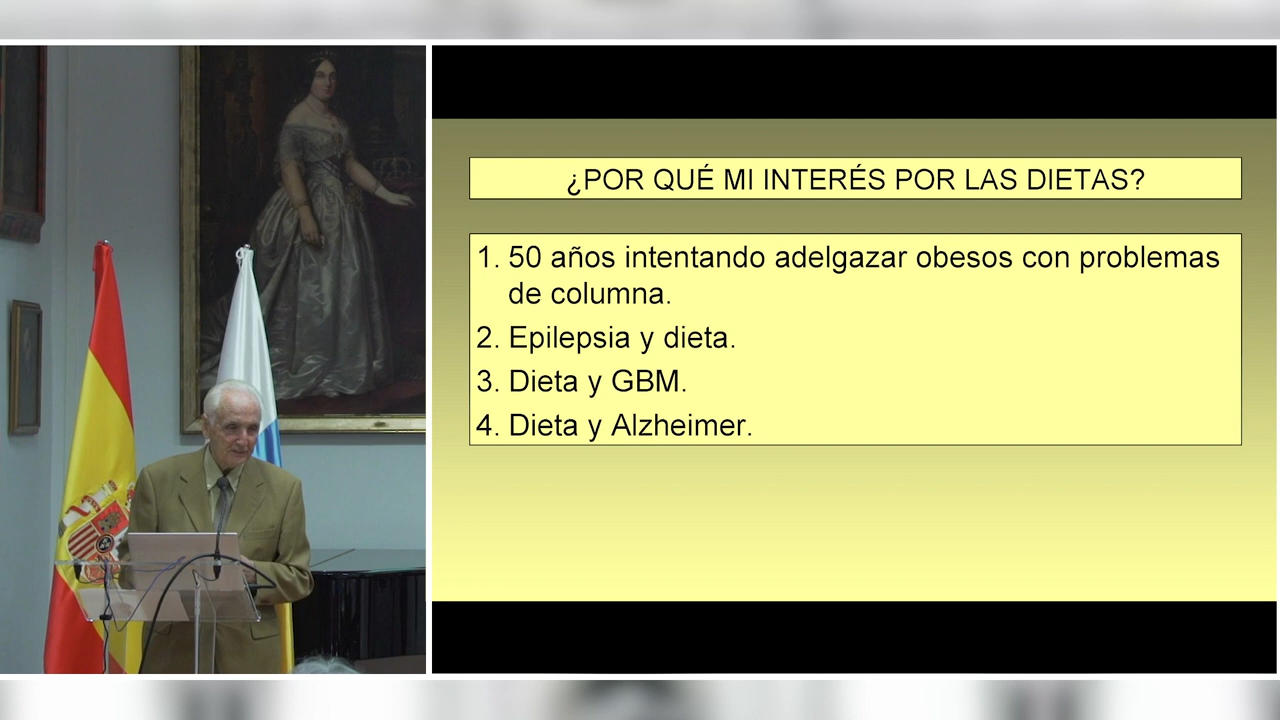 ¿POR QUÉ MI INTERÉS POR LAS DIETAS?
1. 50 años intentando adelgazar obesos con problemas
de columna.
2. Epilepsia y dieta.
3. Dieta y GBM.
4. Dieta y Alzheimer.